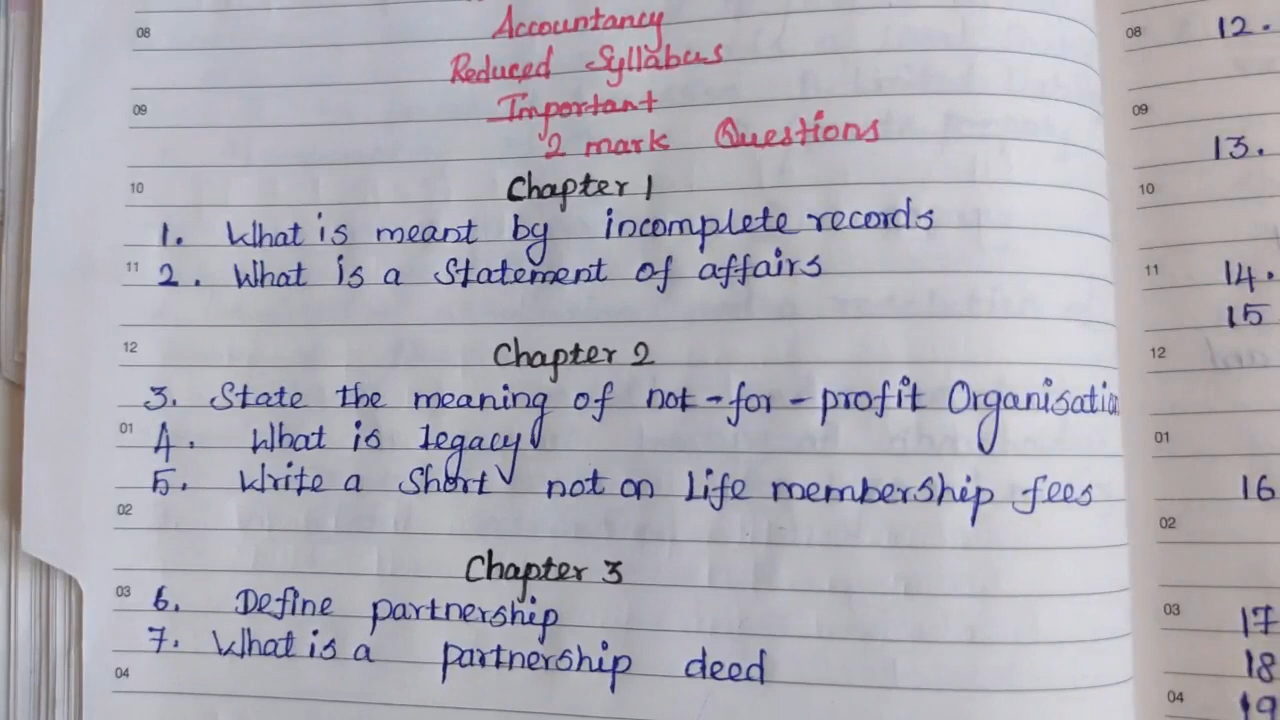 Accountancy
Reduced Syllabus
Important
2 mark Questions
Chapter 1
1. What is meant by incomplete records
2. What is a Statement of affairs
Chapter 2
3. State the meaning of not-for-profit Organisation
4. What is legacy
5. Write a Short not on Life membership fees
Chapter 3
6. Define partnership
7. What is a partnership deed
08
09
10
11
12
01
02
03
04
08 12.
09
13.
10
11 14.
15
12
01
16
02
03 17
18
04 19